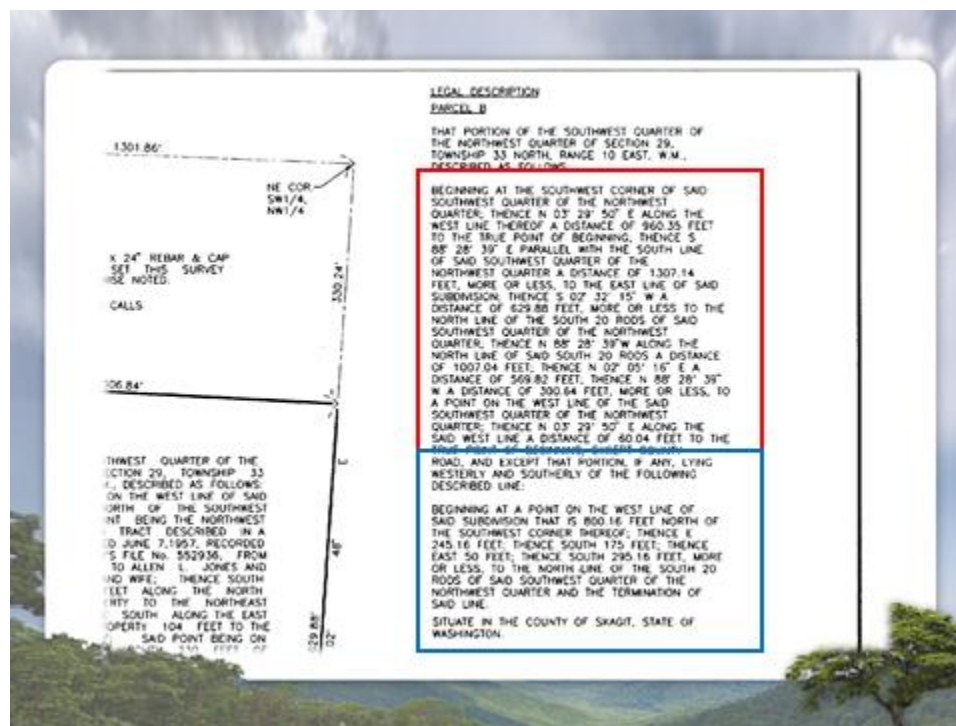 1301.86'
NE COR
SW1/4,
NW1/4
X 24" REBAR & CAP
SET THIS SURVEY
ISE NOTED.
CALLS
330.24'
06.84'
THWEST QUARTER OF THE
ECTION 29, TOWNSHIP 33
, DESCRIBED AS FOLLOWS:
ON THE WEST LINE OF SAID
ORTH OF THE SOUTHWEST
NT BEING THE NORTHWEST
TRACT DESCRIBED IN A
D JUNE 7,1957, RECORDED
'S FILE No. 552936, FROM
TO ALLEN L. JONES AND
ND WIFE; THENCE SOUTH
EET ALONG THE NORTH
RTY TO THE NORTHEAST
SOUTH ALONG THE EAST
OPERTY 104 FEET TO THE
SAID POINT BEING ON
330 FEET OF
E
46'
29.88'
02'
LEGAL DESCRIPTION
PARCEL B
THAT PORTION OF THE SOUTHWEST QUARTER OF
THE NORTHWEST QUARTER OF SECTION 29,
TOWNSHIP 33 NORTH, RANGE 10 EAST, W.M.,
DESCRIBED AS FOLLOWS:
BEGINNING AT THE SOUTHWEST CORNER OF SAID
SOUTHWEST QUARTER OF THE NORTHWEST
QUARTER; THENCE N 03° 29' 50" E ALONG THE
WEST LINE THEREOF A DISTANCE OF 960.35 FEET
TO THE TRUE POINT OF BEGINNING, THENCE S
88° 28' 39" E PARALLEL WITH THE SOUTH LINE
OF SAID SOUTHWEST QUARTER OF THE
NORTHWEST QUARTER A DISTANCE OF 1307.14
FEET, MORE OR LESS, TO THE EAST LINE OF SAID
SUBDIVISION; THENCE S 02° 32' 15" W A
DISTANCE OF 629.88 FEET, MORE OR LESS TO THE
NORTH LINE OF THE SOUTH 20 RODS OF SAID
SOUTHWEST QUARTER OF THE NORTHWEST
QUARTER, THENCE N 88° 28' 39"W ALONG THE
NORTH LINE OF SAID SOUTH 20 RODS A DISTANCE
OF 1007.04 FEET; THENCE N 02° 05' 16" E A
DISTANCE OF 569.82 FEET, THENCE N 88° 28' 39"
W A DISTANCE OF 300.64 FEET, MORE OR LESS, TO
A POINT ON THE WEST LINE OF THE SAID
SOUTHWEST QUARTER OF THE NORTHWEST
QUARTER; THENCE N 03° 29' 50" E ALONG THE
SAID WEST LINE A DISTANCE OF 60.04 FEET TO THE
TRUE POINT OF BEGINNING, EXCEPT COUNTY
ROAD, AND EXCEPT THAT PORTION, IF ANY, LYING
WESTERLY AND SOUTHERLY OF THE FOLLOWING
DESCRIBED LINE:
BEGINNING AT A POINT ON THE WEST LINE OF
SAID SUBDIVISION THAT IS 800.16 FEET NORTH OF
THE SOUTHWEST CORNER THEREOF; THENCE E
245.16 FEET; THENCE SOUTH 175 FEET; THENCE
EAST 50 FEET; THENCE SOUTH 295.16 FEET, MORE
OR LESS, TO THE NORTH LINE OF THE SOUTH 20
RODS OF SAID SOUTHWEST QUARTER OF THE
NORTHWEST QUARTER AND THE TERMINATION OF
SAID LINE.
SITUATE IN THE COUNTY OF SKAGIT, STATE OF
WASHINGTON.